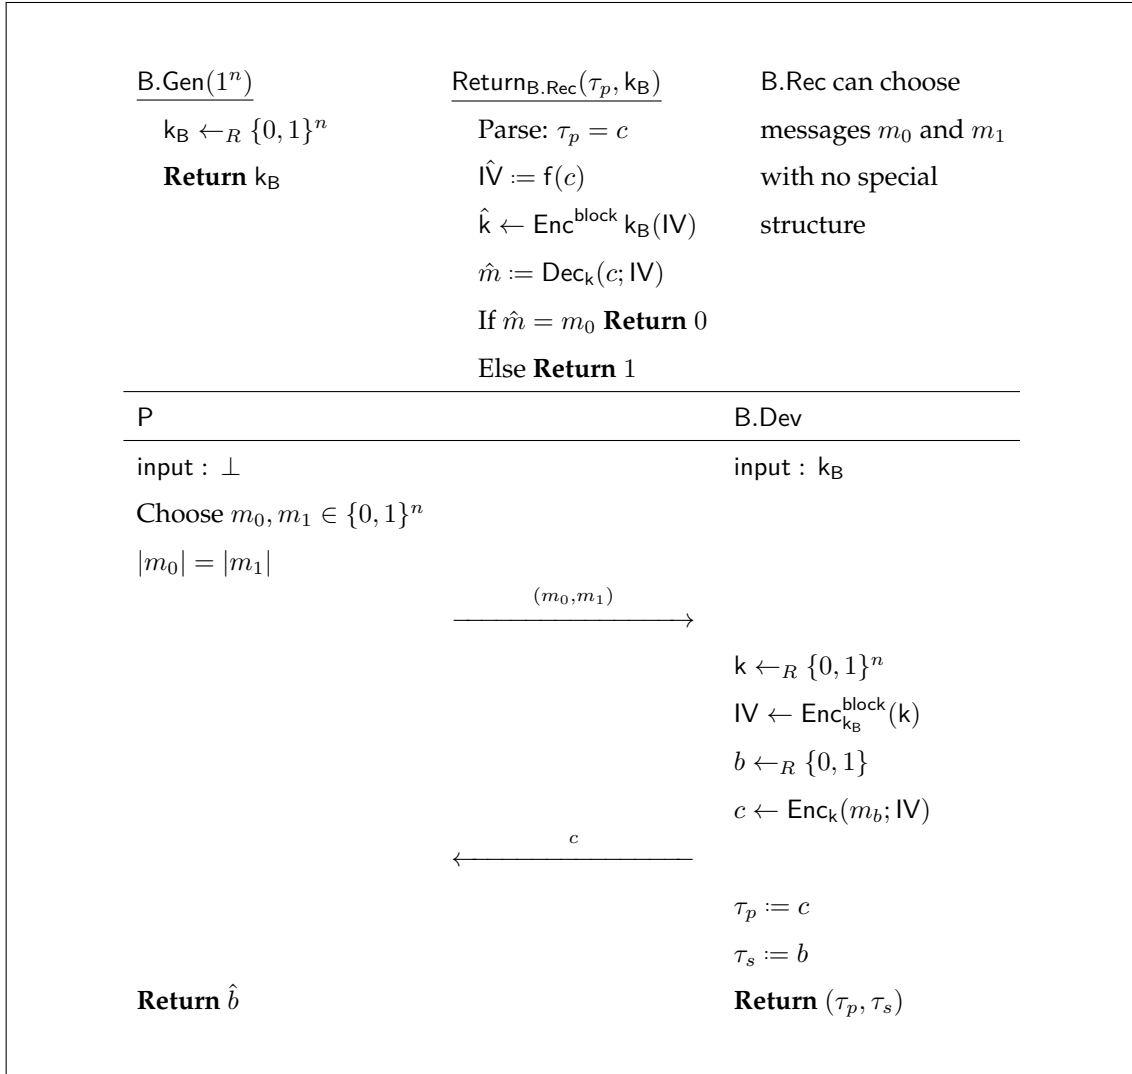 B.Gen(1^n)
k_B ←_R {0, 1}^n
Return k_B
Return_B.Rec(τ_p, k_B)
Parse: τ_p = c
IV̂ := f(c)
k̂ ← Enc^block k_B(IV)
m̂ := Dec_k(c; IV)
If m̂ = m_0 Return 0
Else Return 1
B.Rec can choose
messages m_0 and m_1
with no special
structure
P B.Dev
input : ⊥ input : k_B
Choose m_0, m_1 ∈ {0, 1}^n
|m_0| = |m_1|
(m_0,m_1)
k ←_R {0, 1}^n
IV ← Enc^block_k_B(k)
b ←_R {0, 1}
c ← Enc_k(m_b; IV)
c
τ_p := c
τ_s := b
Return b̂ Return (τ_p, τ_s)